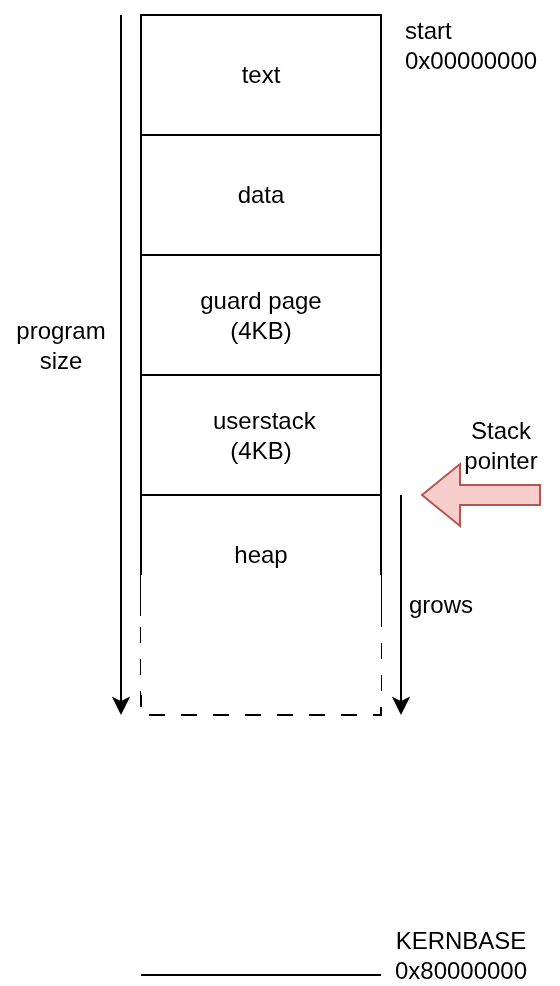 start
0x00000000
text
data
guard page
(4KB)
program
size
userstack
(4KB)
Stack
pointer
heap
grows
KERNBASE
0x80000000